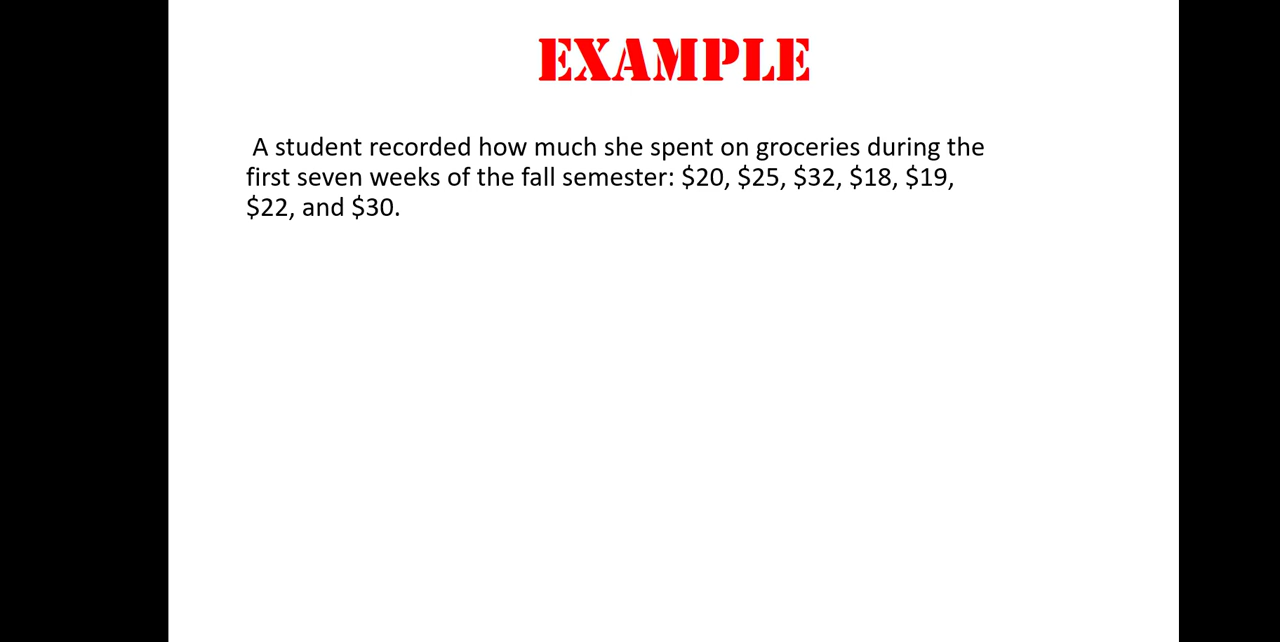 EXAMPLE
A student recorded how much she spent on groceries during the
first seven weeks of the fall semester: $20, $25, $32, $18, $19,
$22, and $30.